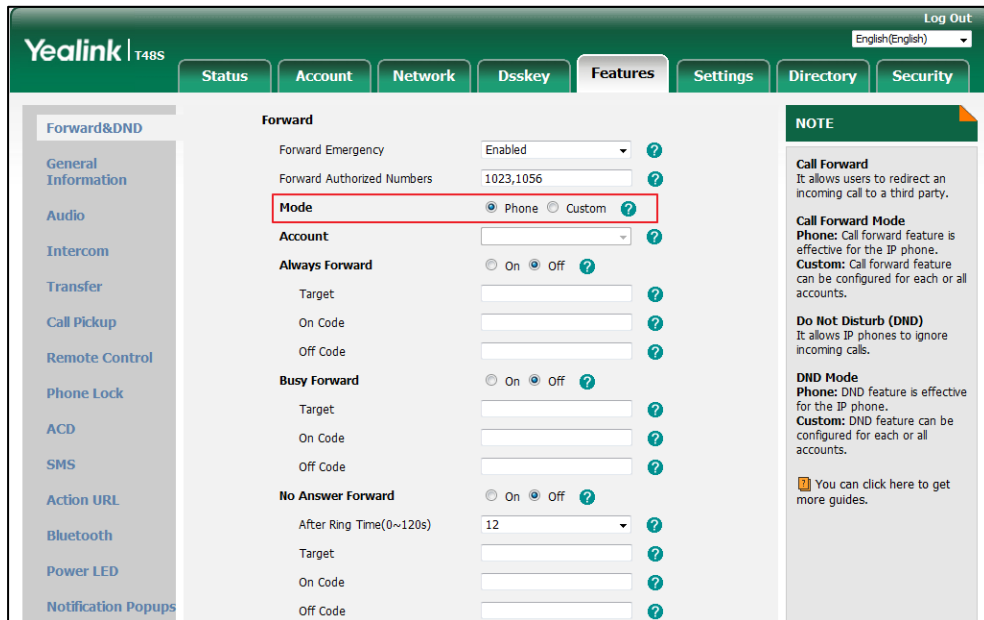 Log Out
English(English)
Yealink T48S
Status Account Network Dsskey Features Settings Directory Security
Forward&DND
General
Information
Audio
Intercom
Transfer
Call Pickup
Remote Control
Phone Lock
ACD
SMS
Action URL
Bluetooth
Power LED
Notification Popups
Forward
Forward Emergency Enabled ?
Forward Authorized Numbers 1023,1056 ?
Mode Phone Custom ?
Account ?
Always Forward On Off ?
Target ?
On Code ?
Off Code ?
Busy Forward On Off ?
Target ?
On Code ?
Off Code ?
No Answer Forward On Off ?
After Ring Time(0~120s) 12 ?
Target ?
On Code ?
Off Code ?
NOTE
Call Forward
It allows users to redirect an
incoming call to a third party.
Call Forward Mode
Phone: Call forward feature is
effective for the IP phone.
Custom: Call forward feature
can be configured for each or all
accounts.
Do Not Disturb (DND)
It allows IP phones to ignore
incoming calls.
DND Mode
Phone: DND feature is effective
for the IP phone.
Custom: DND feature can be
configured for each or all
accounts.
? You can click here to get
more guides.